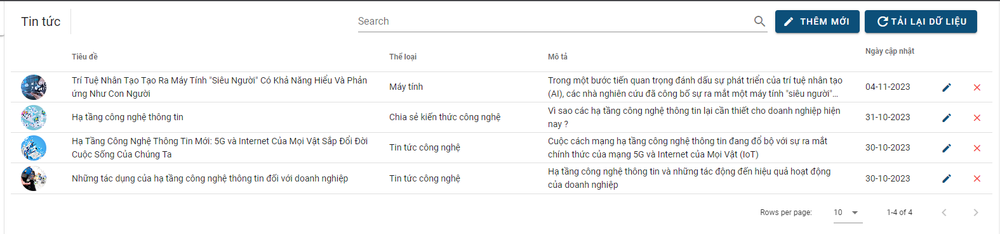 Tin tức
Search
THÊM MỚI
TẢI LẠI DỮ LIỆU
Tiêu đề
Thể loại
Mô tả
Ngày cập nhật
Trí Tuệ Nhân Tạo Tạo Ra Máy Tính "Siêu Người" Có Khả Năng Hiểu Và Phản
ứng Như Con Người
Máy tính
Trong một bước tiến quan trọng đánh dấu sự phát triển của trí tuệ nhân tạo
(AI), các nhà nghiên cứu đã công bố sự ra mắt một máy tính "siêu người"...
04-11-2023
Hạ tầng công nghệ thông tin
Chia sẻ kiến thức công nghệ
Vì sao các hạ tầng công nghệ thông tin lại cần thiết cho doanh nghiệp hiện
nay ?
31-10-2023
Hạ Tầng Công Nghệ Thông Tin Mới: 5G và Internet Của Mọi Vật Sắp Đổi Đời
Cuộc Sống Của Chúng Ta
Tin tức công nghệ
Cuộc cách mạng hạ tầng công nghệ thông tin đang đổ bộ với sự ra mắt
chính thức của mạng 5G và Internet của Mọi Vật (IoT)
30-10-2023
Những tác dụng của hạ tầng công nghệ thông tin đối với doanh nghiệp
Tin tức công nghệ
Hạ tầng công nghệ thông tin và những tác động đến hiệu quả hoạt động
của doanh nghiệp
30-10-2023
Rows per page:
10
1-4 of 4